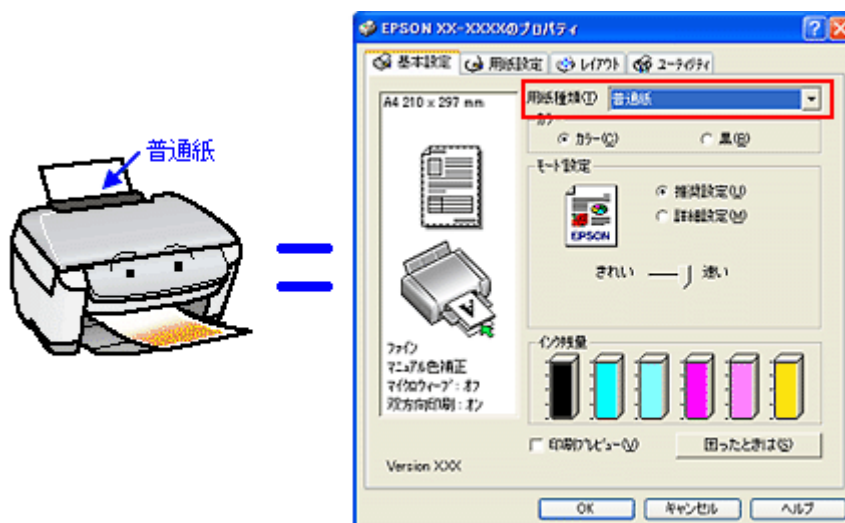 EPSON XX-XXXXのプロパティ
基本設定
用紙設定
レイアウト
ユーティリティ
普通紙
A4 210 x 297 mm
用紙種類(T)
普通紙
カラー
カラー(C)
黒(B)
モード設定
推奨設定(U)
詳細設定(M)
EPSON
きれい
速い
ファイン
マニュアル色補正
マイクロウィーブ : オフ
双方向印刷 : オン
インク残量
印刷プレビュー(V)
困ったときは(S)
Version XXX
OK
キャンセル
ヘルプ